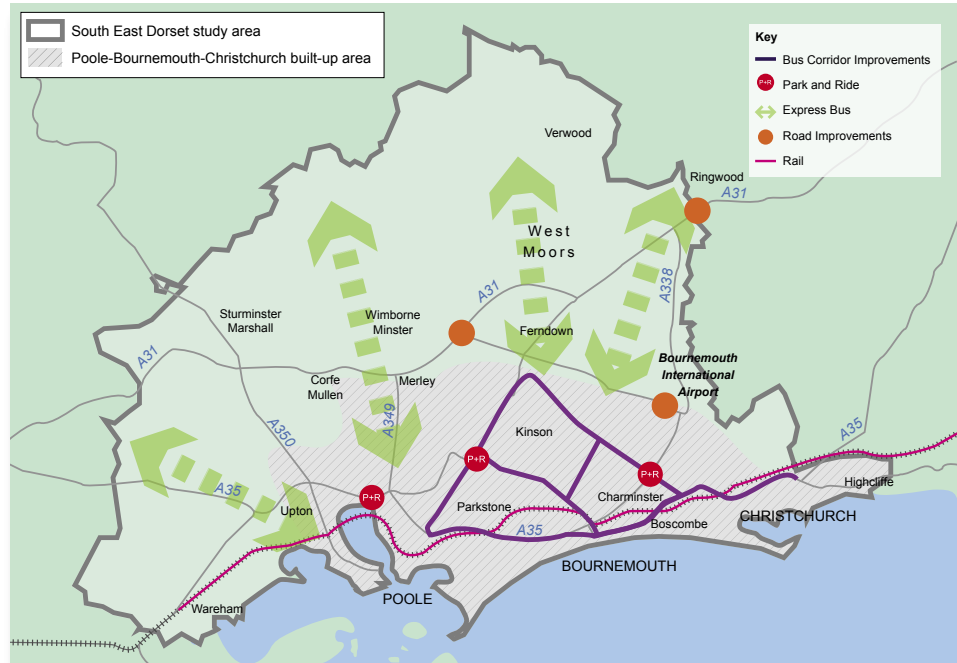 South East Dorset study area
Poole-Bournemouth-Christchurch built-up area
Key
Bus Corridor Improvements
P+R
Park and Ride
Express Bus
Road Improvements
Rail
Verwood
Ringwood
A31
West
Moors
A338
A31
Sturminster
Marshall
Wimborne
Minster
Ferndown
A31
Bournemouth
International
Airport
Corfe
Mullen
Merley
A349
A350
Kinson
A35
P+R
A35
P+R
Highcliffe
P+R
Upton
Parkstone
Charminster
A35
Boscombe
CHRISTCHURCH
BOURNEMOUTH
POOLE
Wareham